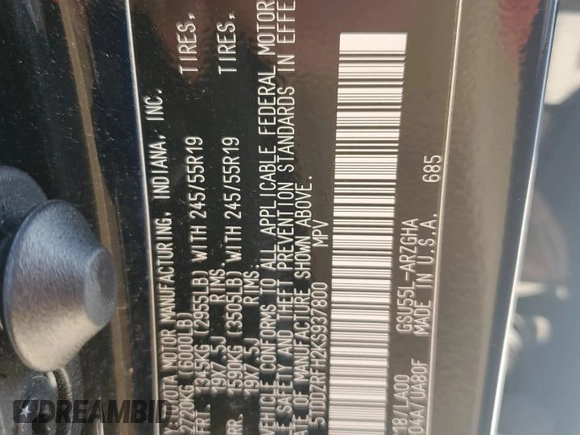 TOYOTA MOTOR MANUFACTURING, INDIANA, INC.
2720KG (6000LB)
FR. 1345KG (2955LB) WITH 245/55R19 TIRES,
19X7.5J RIMS
RR. 1590KG (3505LB) WITH 245/55R19 TIRES,
19X7.5J RIMS
VEHICLE CONFORMS TO ALL APPLICABLE FEDERAL MOTOR
SAFETY AND THEFT PREVENTION STANDARDS IN EFFE
DATE OF MANUFACTURE SHOWN ABOVE.
5TDDZRFH2KS937800 MPV
218/LA00 GSU55L-ARZGHA
04A/UA80F MADE IN U.S.A. 685
DREAMBID